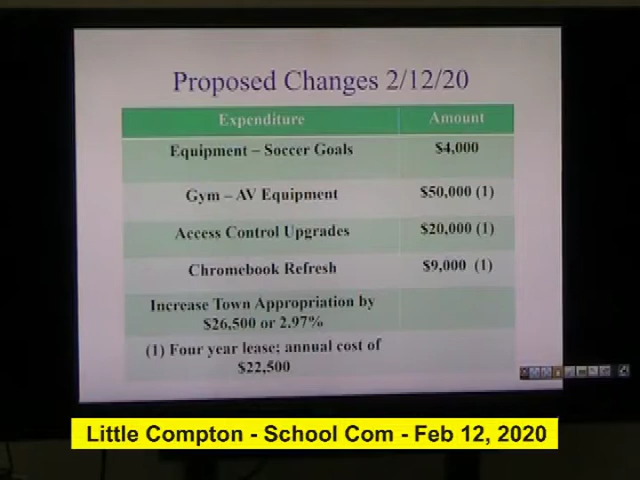 Proposed Changes 2/12/20
Expenditure Amount
Equipment – Soccer Goals $4,000
Gym – AV Equipment $50,000 (1)
Access Control Upgrades $20,000 (1)
Chromebook Refresh $9,000 (1)
Increase Town Appropriation by
$26,500 or 2.97%
(1) Four year lease; annual cost of
$22,500
Little Compton - School Com - Feb 12, 2020